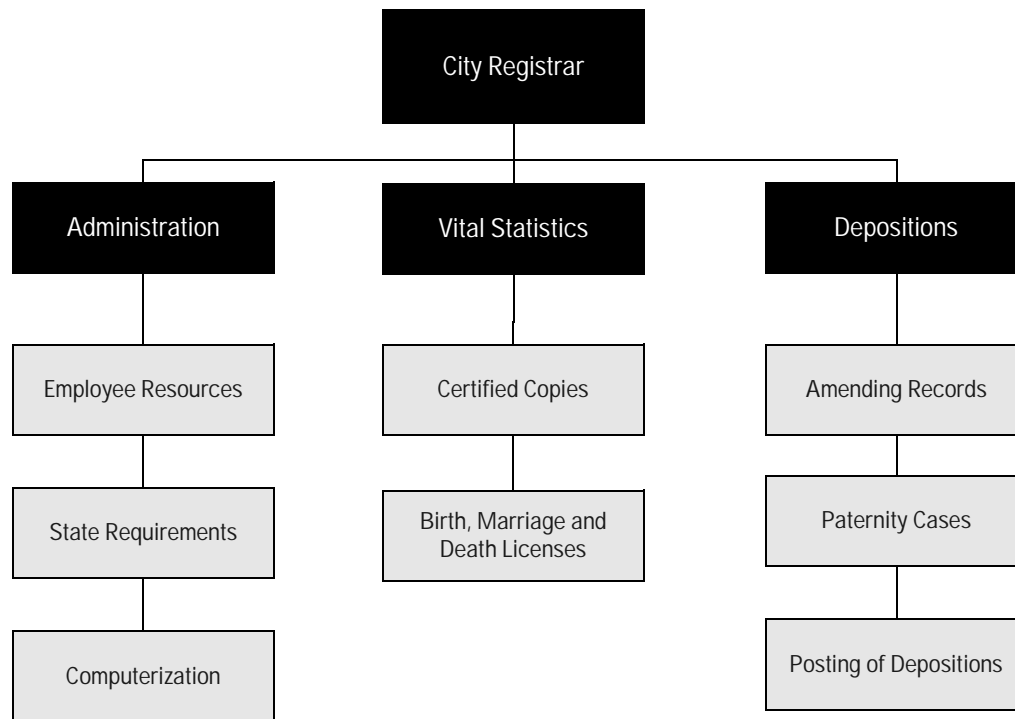 City Registrar
Administration
Vital Statistics
Depositions
Employee Resources
Certified Copies
Amending Records
State Requirements
Birth, Marriage and
Death Licenses
Paternity Cases
Computerization
Posting of Depositions